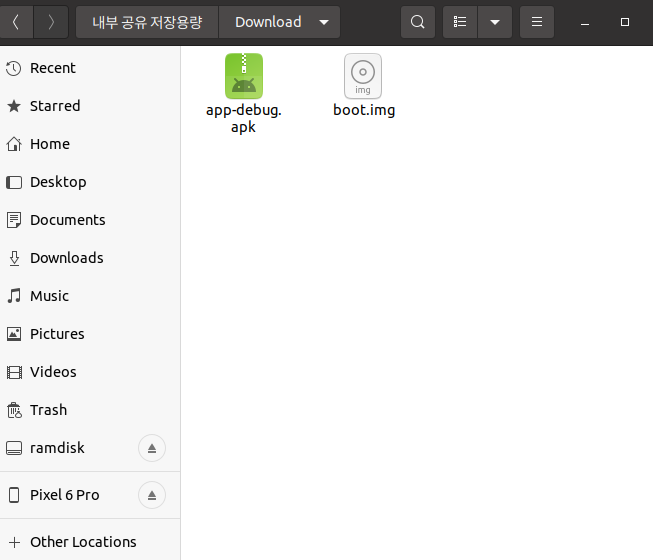 내부 공유 저장용량
Download
Recent
Starred
Home
Desktop
Documents
Downloads
Music
Pictures
Videos
Trash
ramdisk
Pixel 6 Pro
Other Locations
app-debug.
apk
img
boot.img